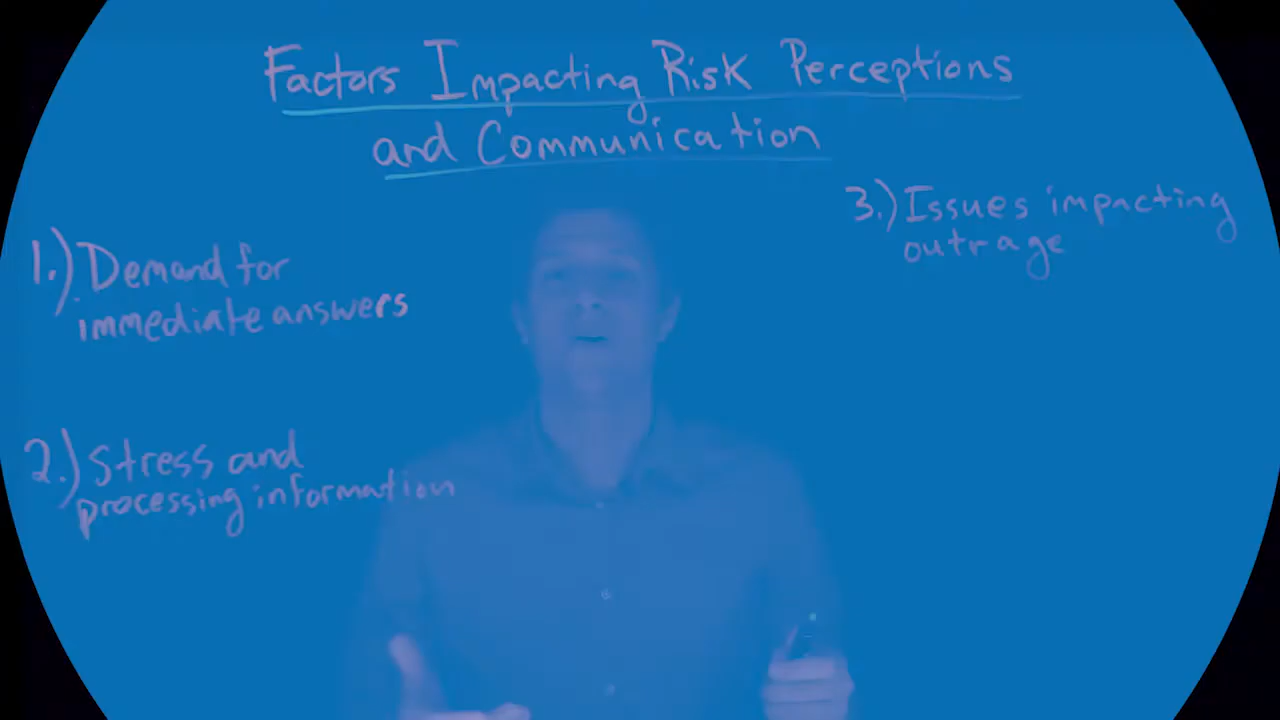 Factors Impacting Risk Perceptions
and Communication
1.) Demand for
immediate answers
2.) Stress and
processing information
3.) Issues impacting
outrage